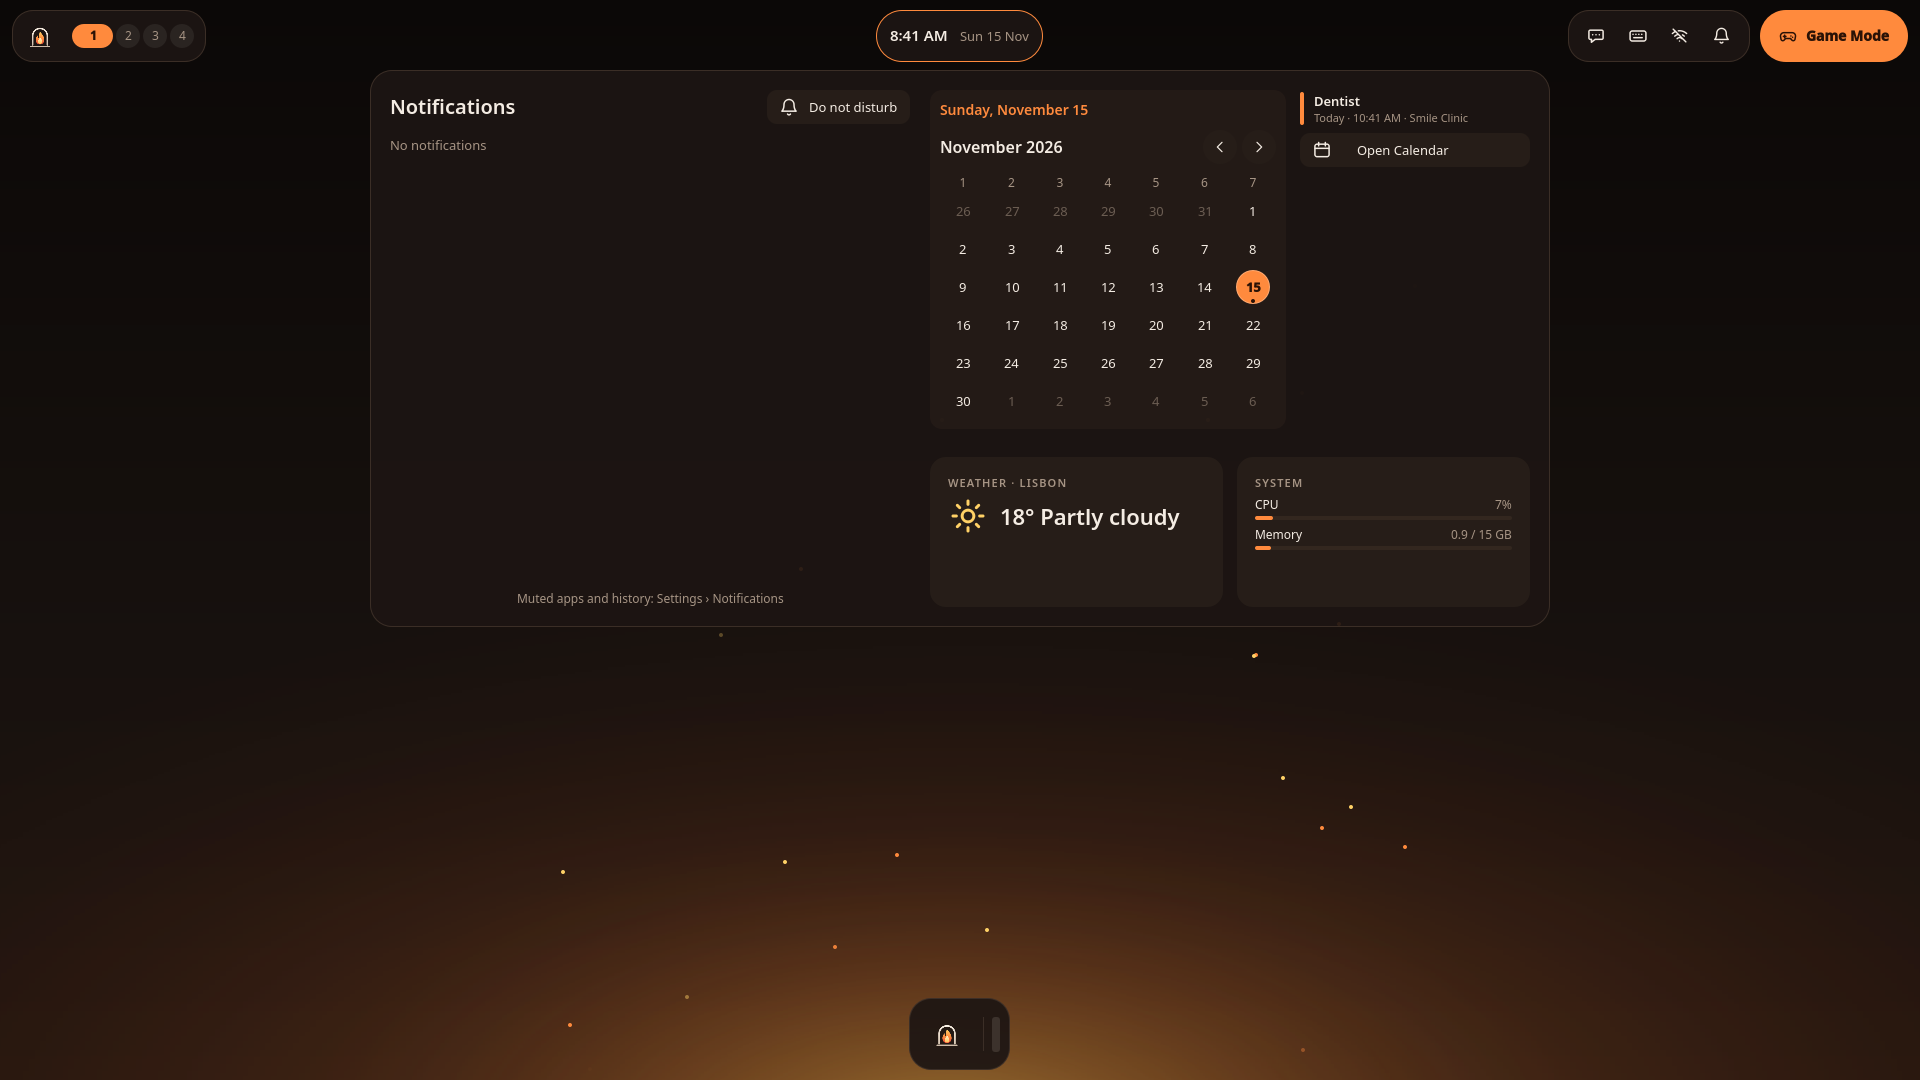 1 2 3 4
8:41 AM Sun 15 Nov
Game Mode
Notifications
Do not disturb
No notifications
Muted apps and history: Settings › Notifications
Sunday, November 15
November 2026
1 2 3 4 5 6 7
26 27 28 29 30 31 1
2 3 4 5 6 7 8
9 10 11 12 13 14 15
16 17 18 19 20 21 22
23 24 25 26 27 28 29
30 1 2 3 4 5 6
Dentist
Today · 10:41 AM · Smile Clinic
Open Calendar
WEATHER · LISBON
18° Partly cloudy
SYSTEM
CPU 7%
Memory 0.9 / 15 GB